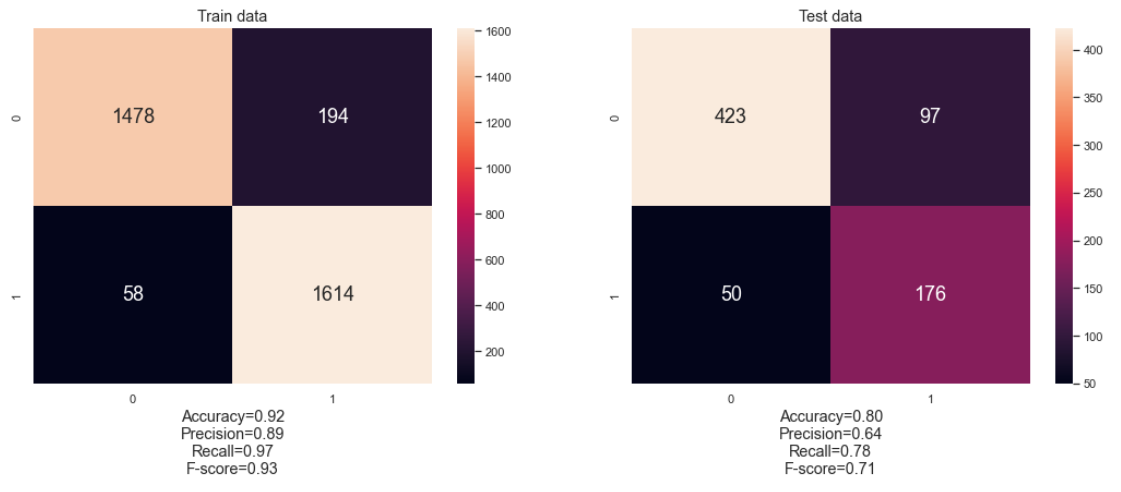 Train data
1478 194
58 1614
0
1
0 1
1600
1400
1200
1000
800
600
400
200
Accuracy=0.92
Precision=0.89
Recall=0.97
F-score=0.93
Test data
423 97
50 176
0
1
0 1
400
350
300
250
200
150
100
50
Accuracy=0.80
Precision=0.64
Recall=0.78
F-score=0.71